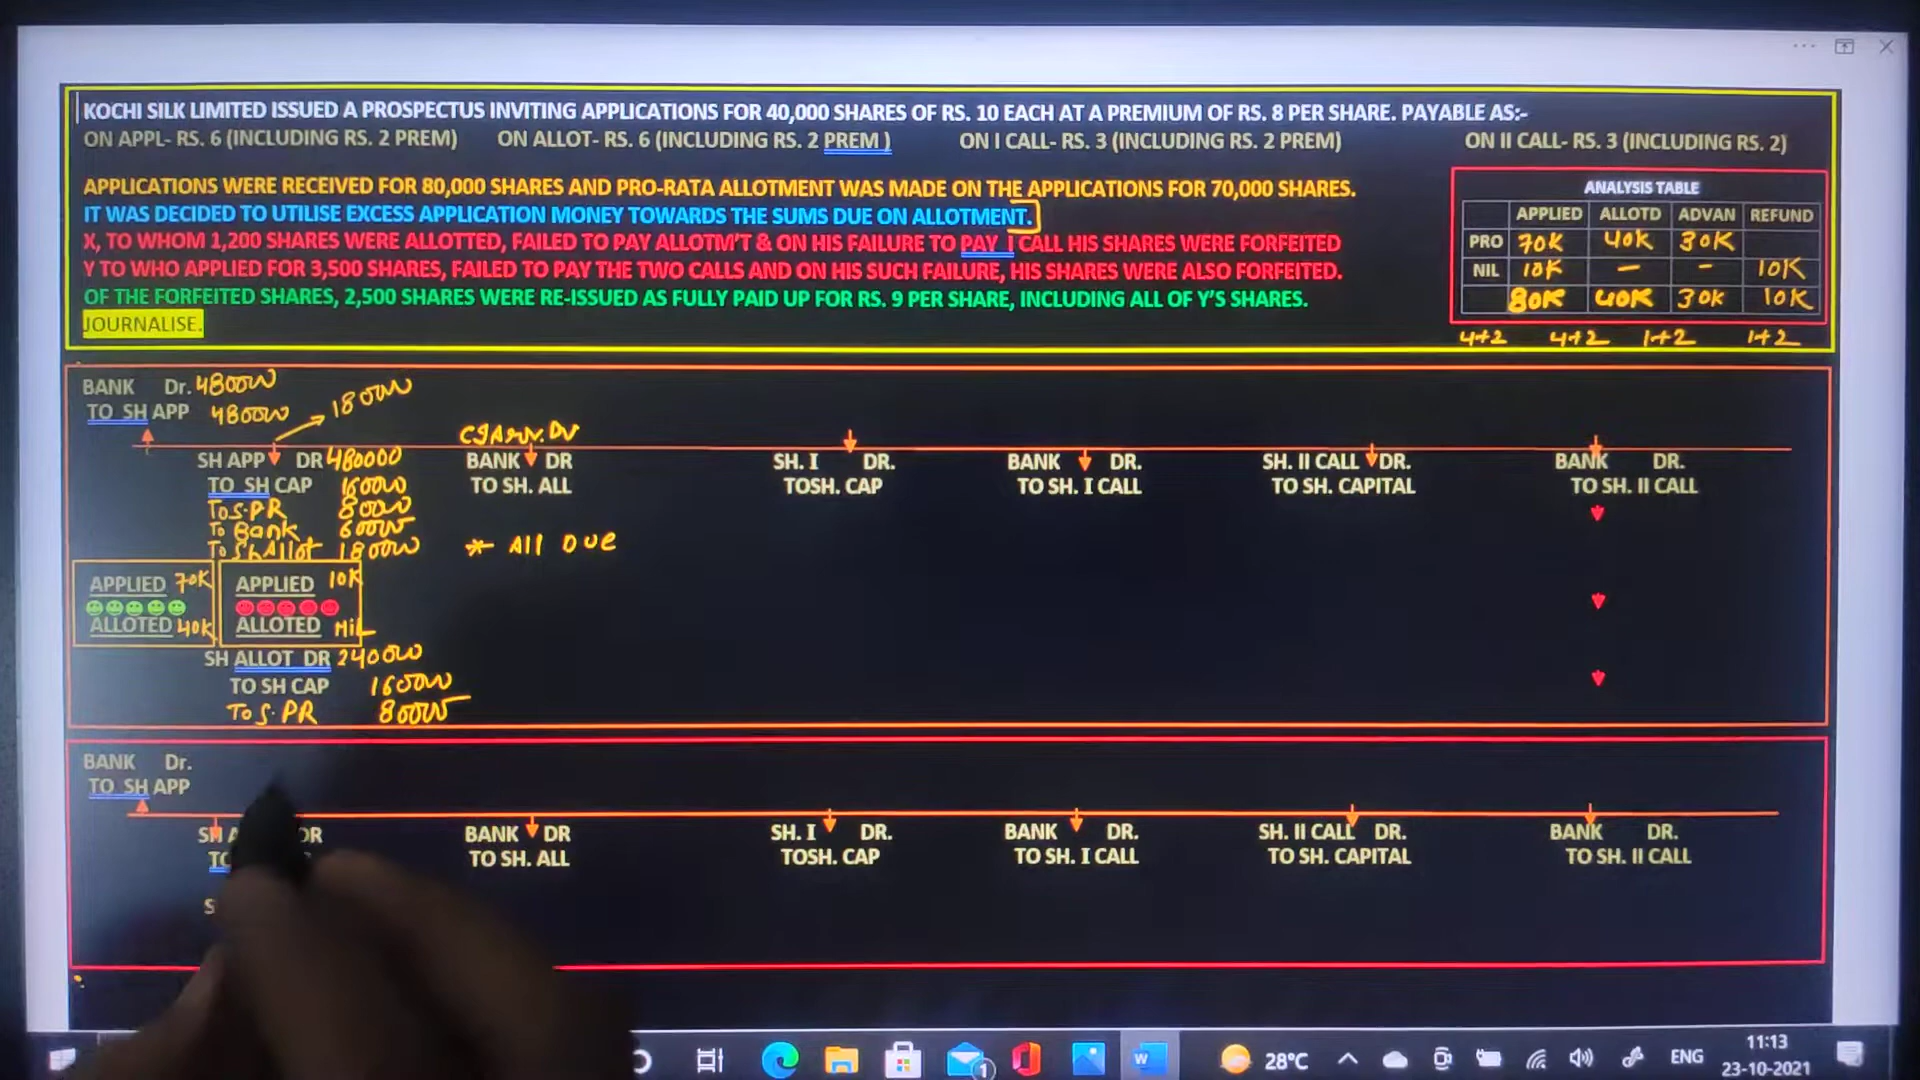 KOCHI SILK LIMITED ISSUED A PROSPECTUS INVITING APPLICATIONS FOR 40,000 SHARES OF RS. 10 EACH AT A PREMIUM OF RS. 8 PER SHARE. PAYABLE AS:-
ON APPL- RS. 6 (INCLUDING RS. 2 PREM) ON ALLOT- RS. 6 (INCLUDING RS. 2 PREM ) ON I CALL- RS. 3 (INCLUDING RS. 2 PREM) ON II CALL- RS. 3 (INCLUDING RS. 2)
APPLICATIONS WERE RECEIVED FOR 80,000 SHARES AND PRO-RATA ALLOTMENT WAS MADE ON THE APPLICATIONS FOR 70,000 SHARES.
IT WAS DECIDED TO UTILISE EXCESS APPLICATION MONEY TOWARDS THE SUMS DUE ON ALLOTMENT.
X, TO WHOM 1,200 SHARES WERE ALLOTTED, FAILED TO PAY ALLOTM'T & ON HIS FAILURE TO PAY I CALL HIS SHARES WERE FORFEITED
Y TO WHO APPLIED FOR 3,500 SHARES, FAILED TO PAY THE TWO CALLS AND ON HIS SUCH FAILURE, HIS SHARES WERE ALSO FORFEITED.
OF THE FORFEITED SHARES, 2,500 SHARES WERE RE-ISSUED AS FULLY PAID UP FOR RS. 9 PER SHARE, INCLUDING ALL OF Y'S SHARES.
JOURNALISE.
ANALYSIS TABLE
APPLIED ALLOTD ADVAN REFUND
PRO 70K 40K 30K
NIL 10K – – 10K
80K 40K 30K 10K
4+2 4+2 1+2 1+2
BANK Dr. 48000
TO SH APP 48000
18000
SH APP DR 480000
TO SH CAP 16000
TO S.PR 8000
To Bank 6000
To Sh Allot 18000
BANK DR
TO SH. ALL
* All Due
SH. I DR.
TOSH. CAP
BANK DR.
TO SH. I CALL
SH. II CALL DR.
TO SH. CAPITAL
BANK DR.
TO SH. II CALL
APPLIED 70K
ALLOTED 40K
APPLIED 10K
ALLOTED NIL
SH ALLOT DR 24000
TO SH CAP 16000
To S.PR 8000
BANK Dr.
TO SH APP
BANK DR
TO SH. ALL
SH. I DR.
TOSH. CAP
BANK DR.
TO SH. I CALL
SH. II CALL DR.
TO SH. CAPITAL
BANK DR.
TO SH. II CALL
28°C
ENG
11:13
23-10-2021